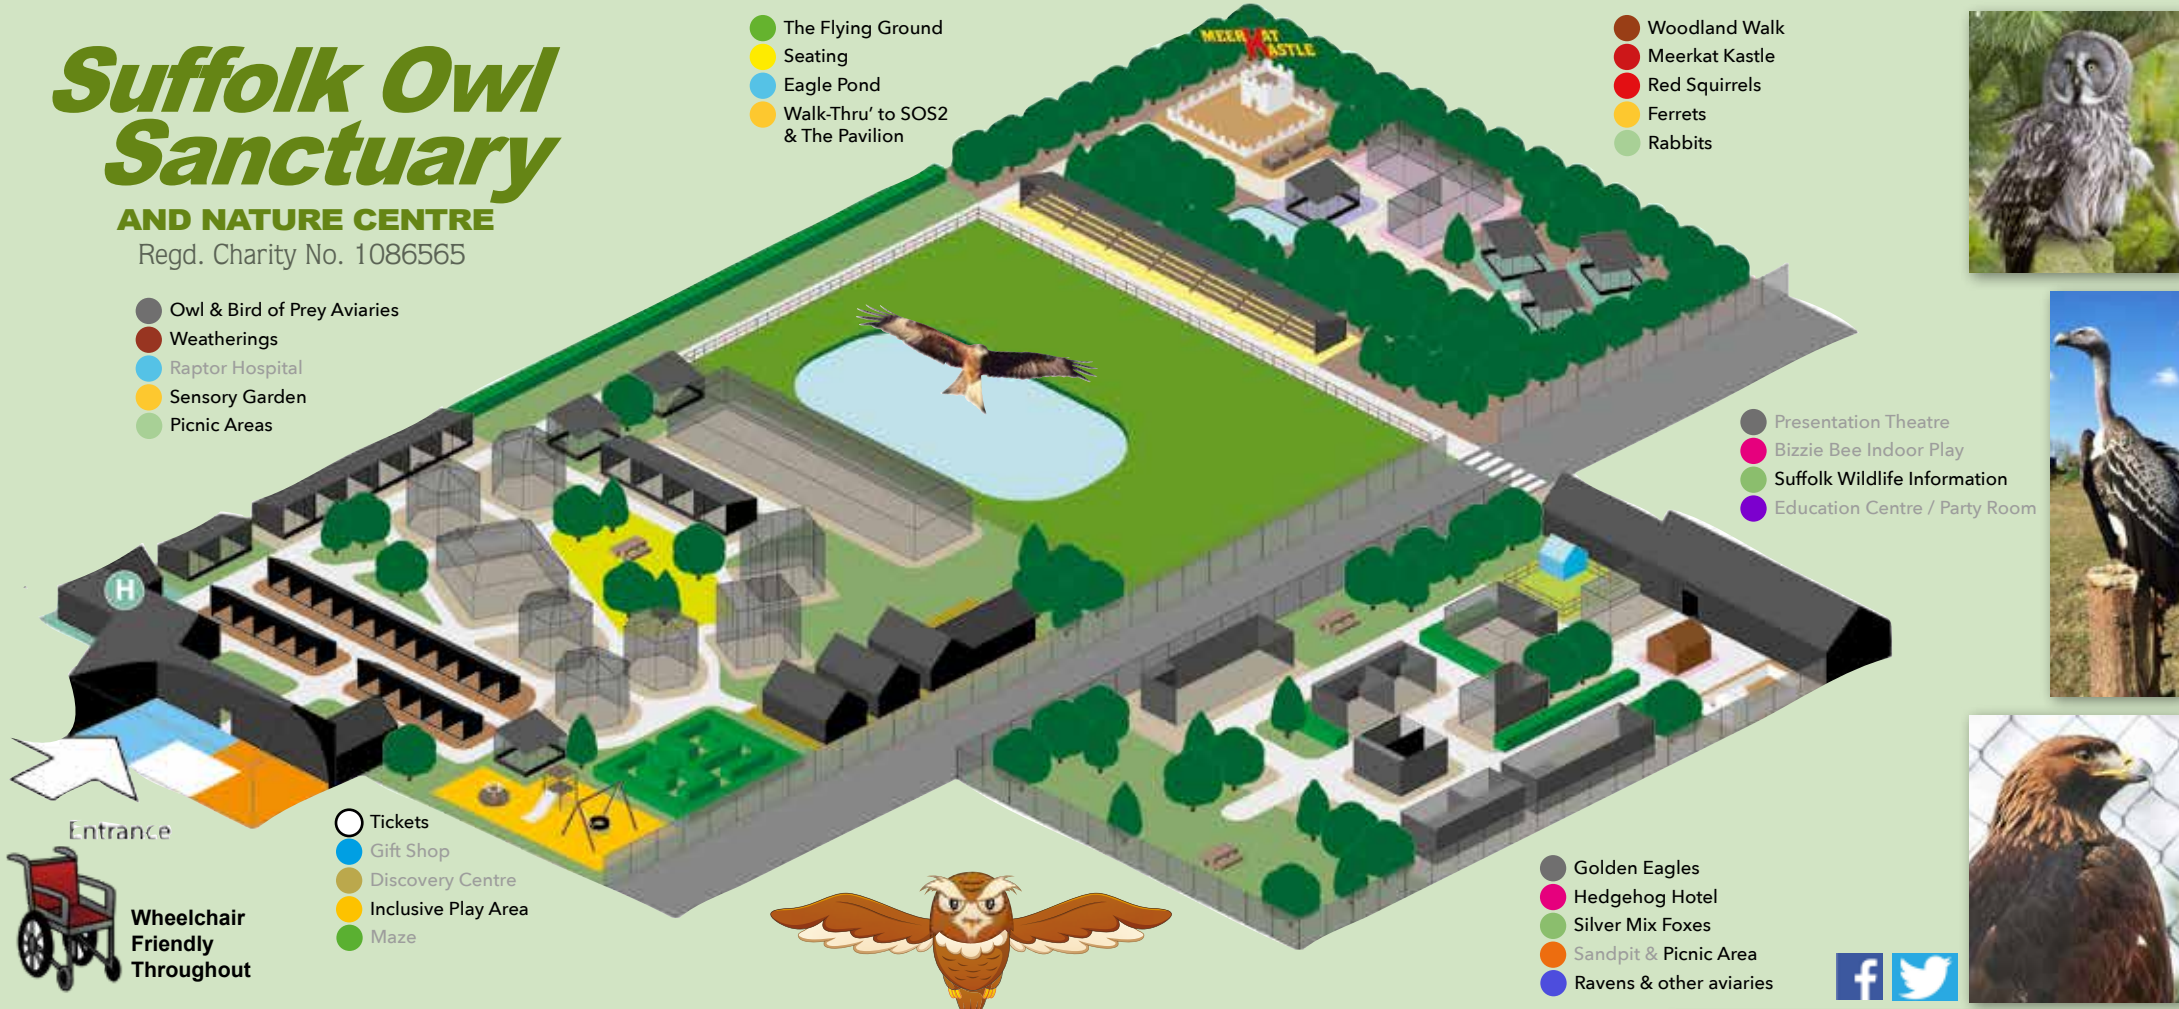 Suffolk Owl
Sanctuary
AND NATURE CENTRE
Regd. Charity No. 1086565
Owl & Bird of Prey Aviaries
Weatherings
Raptor Hospital
Sensory Garden
Picnic Areas
The Flying Ground
Seating
Eagle Pond
Walk-Thru' to SOS2
& The Pavilion
MEERKAT
KASTLE
Woodland Walk
Meerkat Kastle
Red Squirrels
Ferrets
Rabbits
Presentation Theatre
Bizzie Bee Indoor Play
Suffolk Wildlife Information
Education Centre / Party Room
H
Entrance
Wheelchair
Friendly
Throughout
Tickets
Gift Shop
Discovery Centre
Inclusive Play Area
Maze
Golden Eagles
Hedgehog Hotel
Silver Mix Foxes
Sandpit & Picnic Area
Ravens & other aviaries
f